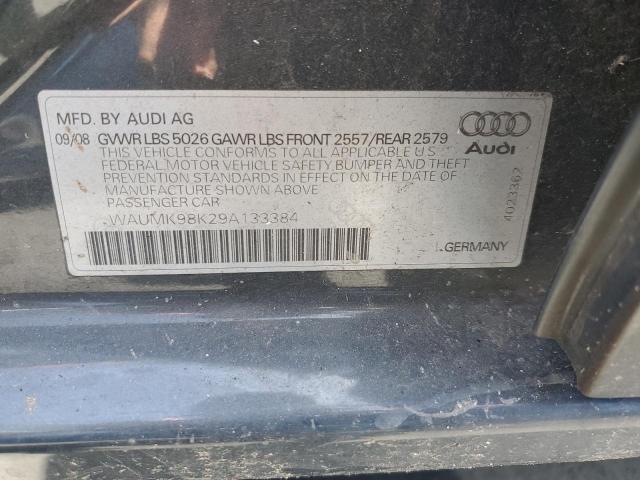 MFD. BY AUDI AG
09/08 GVWR LBS 5026 GAWR LBS FRONT 2557/REAR 2579
THIS VEHICLE CONFORMS TO ALL APPLICABLE U.S.
FEDERAL MOTOR VEHICLE SAFETY BUMPER AND THEFT
PREVENTION STANDARDS IN EFFECT ON THE DATE OF
MANUFACTURE SHOWN ABOVE
PASSENGER CAR
WAUMK98K29A133384
Audi
4023362
GERMANY